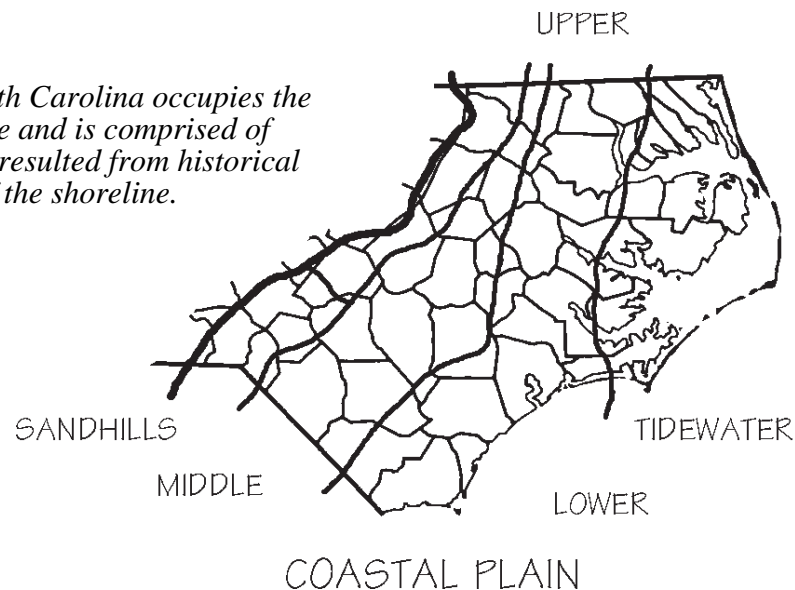 UPPER
th Carolina occupies the
e and is comprised of
resulted from historical
f the shoreline.
SANDHILLS
TIDEWATER
MIDDLE
LOWER
COASTAL PLAIN